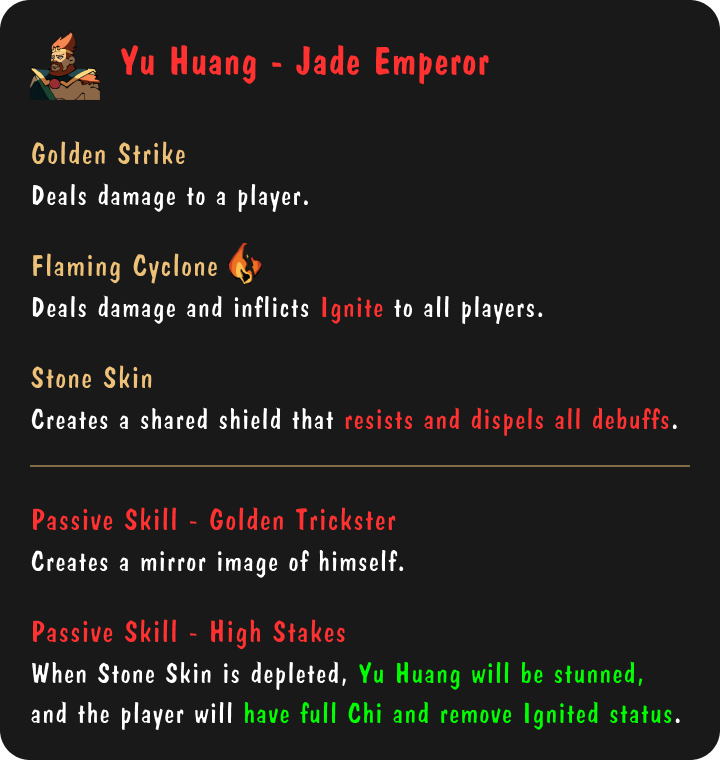 Yu Huang - Jade Emperor
Golden Strike
Deals damage to a player.
Flaming Cyclone
Deals damage and inflicts Ignite to all players.
Stone Skin
Creates a shared shield that resists and dispels all debuffs.
Passive Skill - Golden Trickster
Creates a mirror image of himself.
Passive Skill - High Stakes
When Stone Skin is depleted, Yu Huang will be stunned,
and the player will have full Chi and remove Ignited status.